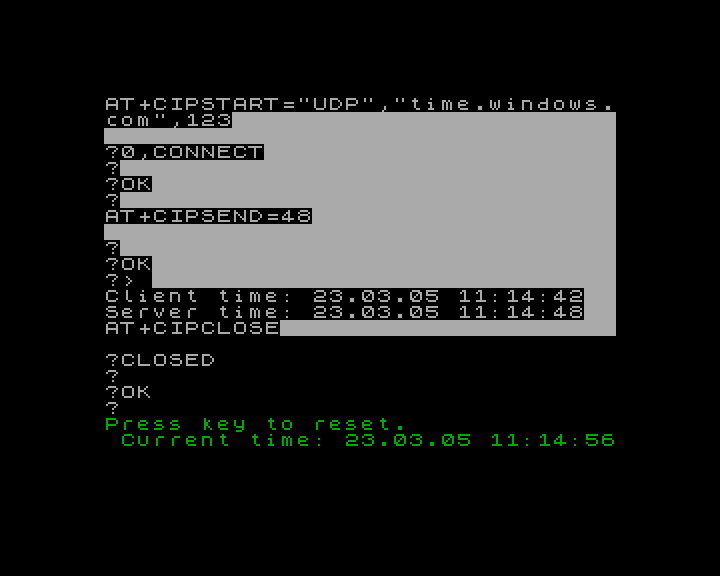 AT+CIPSTART="UDP","time.windows.
com",123
?0,CONNECT
?
?OK
?
AT+CIPSEND=48
?
?OK
?>
Client time: 23.03.05 11:14:42
Server time: 23.03.05 11:14:48
AT+CIPCLOSE
?CLOSED
?
?OK
?
Press key to reset.
Current time: 23.03.05 11:14:56